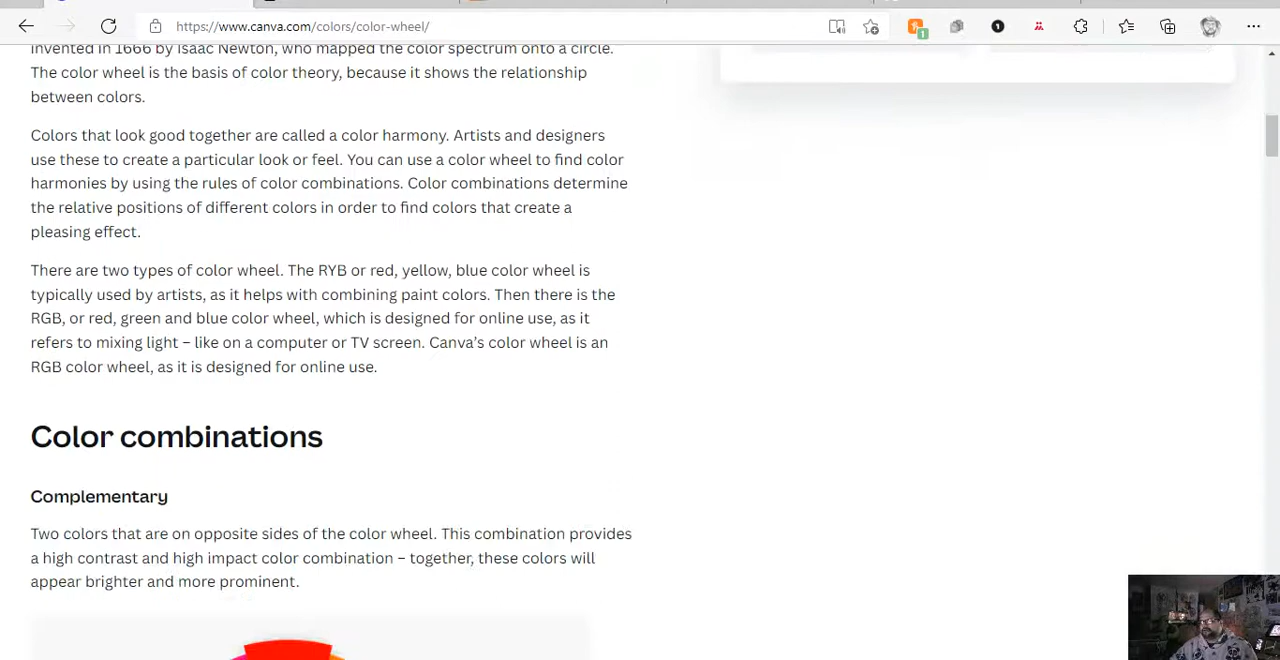 https://www.canva.com/colors/color-wheel/
1
1
invented in 1666 by Isaac Newton, who mapped the color spectrum onto a circle.
The color wheel is the basis of color theory, because it shows the relationship
between colors.
Colors that look good together are called a color harmony. Artists and designers
use these to create a particular look or feel. You can use a color wheel to find color
harmonies by using the rules of color combinations. Color combinations determine
the relative positions of different colors in order to find colors that create a
pleasing effect.
There are two types of color wheel. The RYB or red, yellow, blue color wheel is
typically used by artists, as it helps with combining paint colors. Then there is the
RGB, or red, green and blue color wheel, which is designed for online use, as it
refers to mixing light – like on a computer or TV screen. Canva’s color wheel is an
RGB color wheel, as it is designed for online use.
Color combinations
Complementary
Two colors that are on opposite sides of the color wheel. This combination provides
a high contrast and high impact color combination – together, these colors will
appear brighter and more prominent.